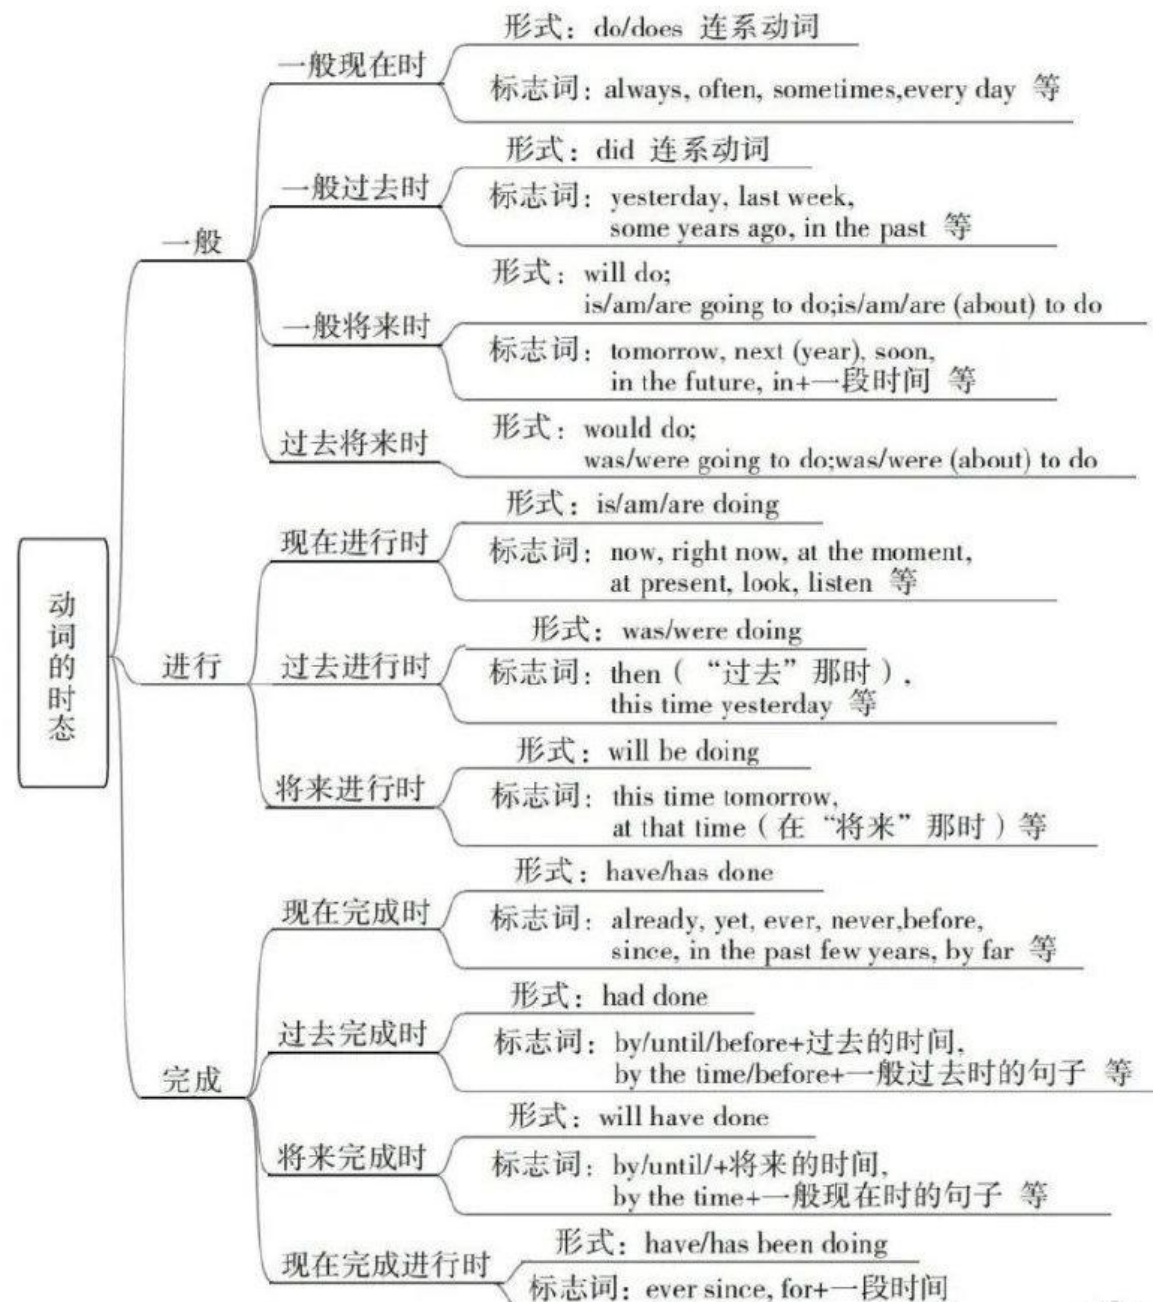 动词的时态
一般
一般现在时
形式：do/does 连系动词
标志词：always, often, sometimes,every day 等
一般过去时
形式：did 连系动词
标志词：yesterday, last week,
some years ago, in the past 等
一般将来时
形式：will do;
is/am/are going to do;is/am/are (about) to do
标志词：tomorrow, next (year), soon,
in the future, in+一段时间 等
过去将来时
形式：would do;
was/were going to do;was/were (about) to do
进行
现在进行时
形式：is/am/are doing
标志词：now, right now, at the moment,
at present, look, listen 等
过去进行时
形式：was/were doing
标志词：then（“过去”那时）,
this time yesterday 等
将来进行时
形式：will be doing
标志词：this time tomorrow,
at that time（在“将来”那时）等
完成
现在完成时
形式：have/has done
标志词：already, yet, ever, never,before,
since, in the past few years, by far 等
过去完成时
形式：had done
标志词：by/until/before+过去的时间,
by the time/before+一般过去时的句子 等
将来完成时
形式：will have done
标志词：by/until/+将来的时间,
by the time+一般现在时的句子 等
现在完成进行时
形式：have/has been doing
标志词：ever since, for+一段时间